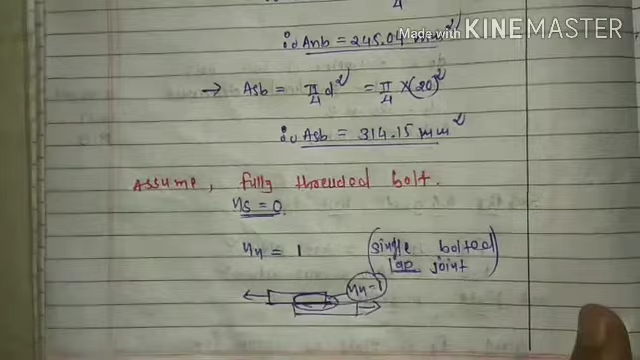 4
∴ Anb = 245.04 mm²
Made with KINEMASTER
→ Asb = π/4 d² = π/4 ×(20)²
∴ Asb = 314.15 mm²
Assume, fully threaded bolt.
ns = 0
nn = 1 (single bolted
lap joint)
nn=1